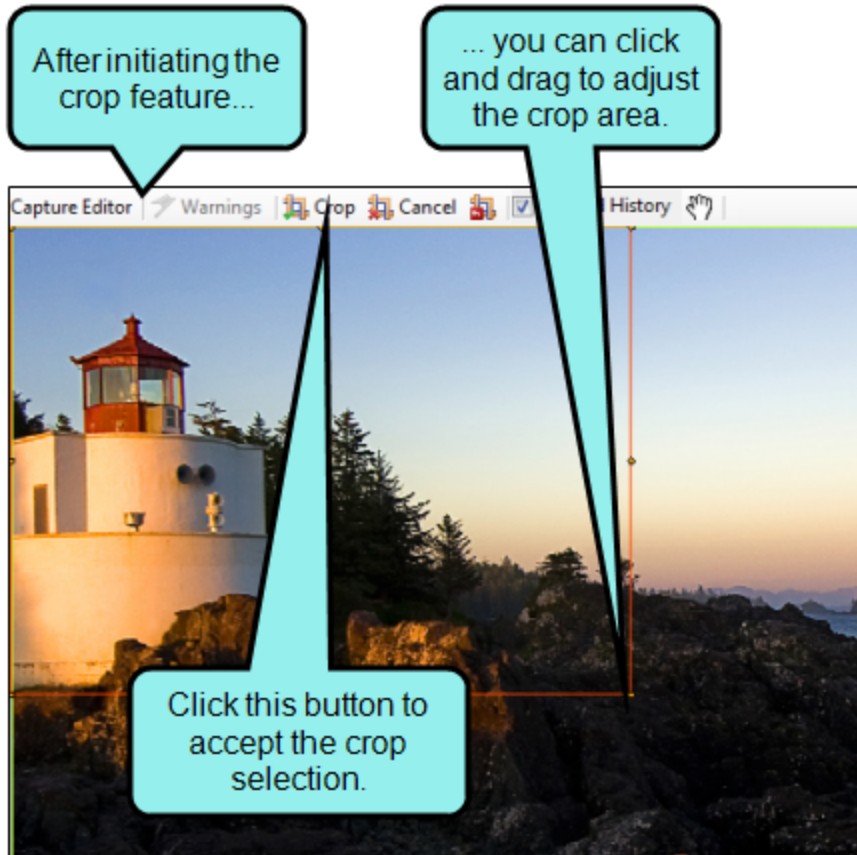 After initiating the
crop feature...
... you can click
and drag to adjust
the crop area.
Capture Editor Warnings Crop Cancel History
Click this button to
accept the crop
selection.